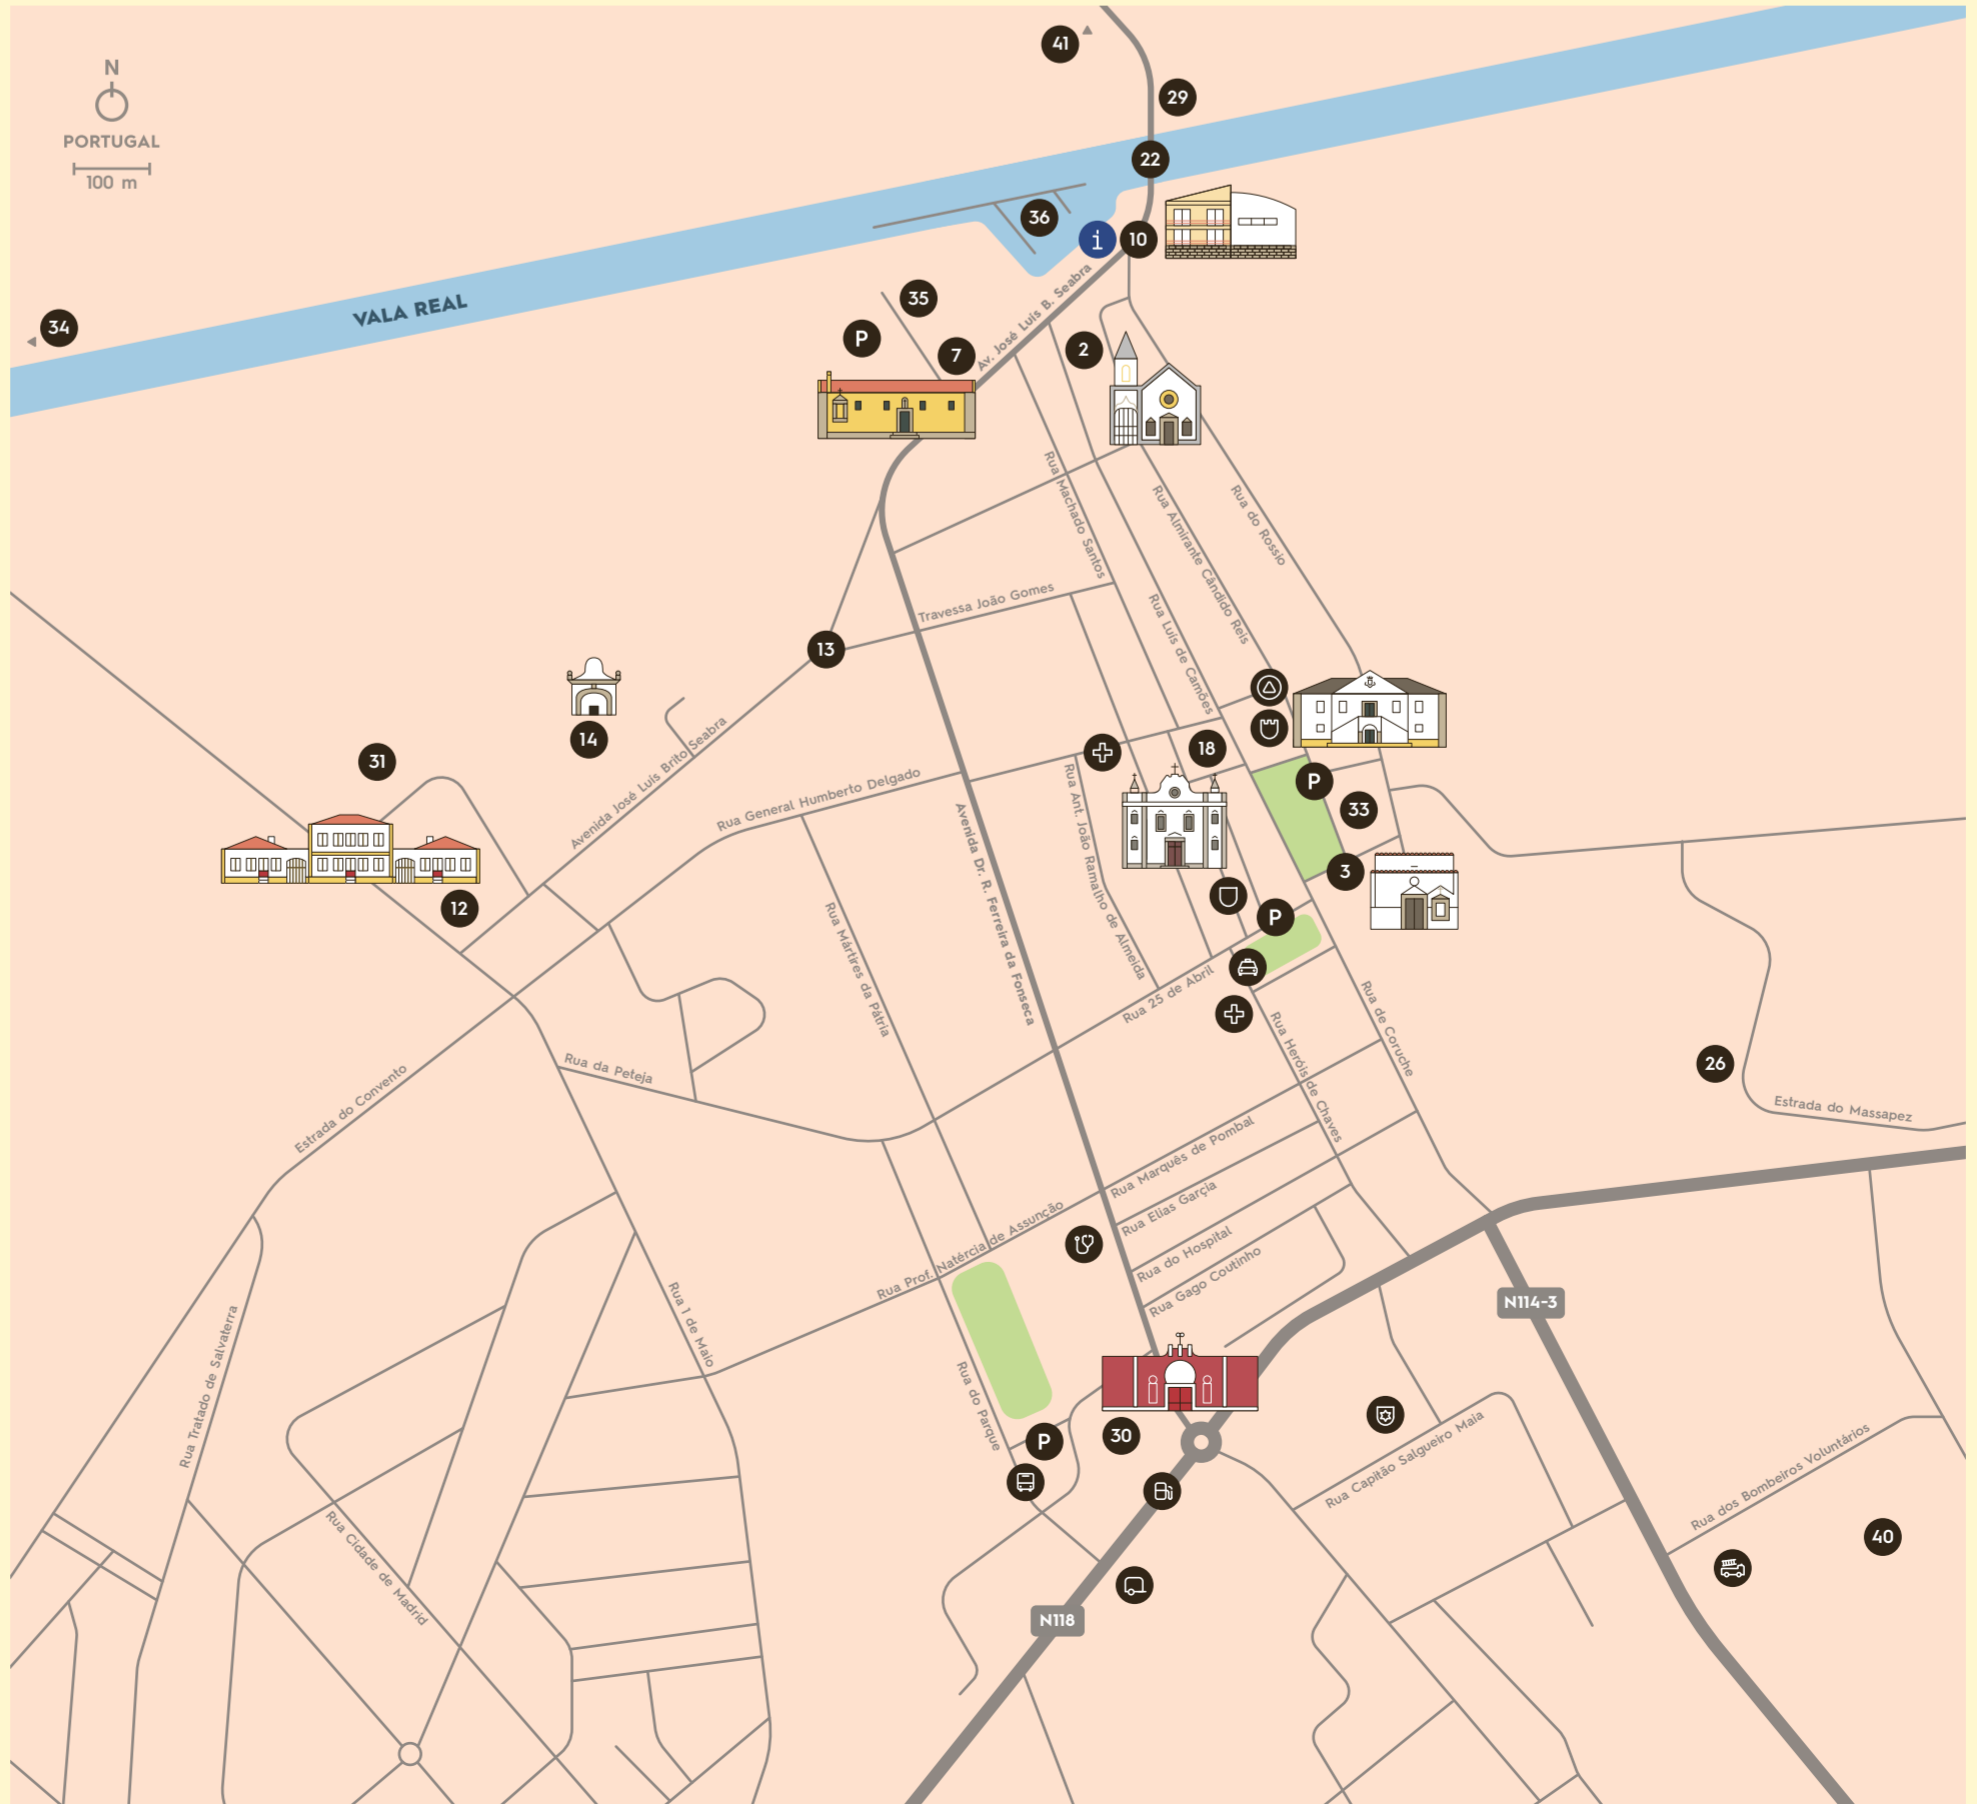 41
N
29
PORTUGAL
100 m
22
36
i
10
35
34
VALA REAL
P
7
Av. José Luís B. Seabra
2
Rua Machado Santos
Rua Almirante Cândido Reis
Rua do Rossio
Travessa João Gomes
Rua Luís de Camões
13
14
18
31
Avenida José Luís Brito Seabra
Rua General Humberto Delgado
P
33
Avenida Dr. R. Ferreira da Fonseca
Rua Ant. João Ramalho de Almeida
3
12
Rua Mártires da Pátria
P
Rua 25 de Abril
Rua de Coruche
Rua Heróis de Chaves
26
Rua da Peteja
Estrada do Convento
Estrada do Massapez
Rua Marquês de Pombal
Rua Elias Garçia
Rua Prof. Natércia de Assunção
Rua do Hospital
Rua Gago Coutinho
Rua 1 de Maio
N114-3
Rua Tratado de Salvaterra
Rua do Parque
P
30
Rua Capitão Salgueiro Maia
Rua dos Bombeiros Voluntários
Rua Cidade de Madrid
40
N118